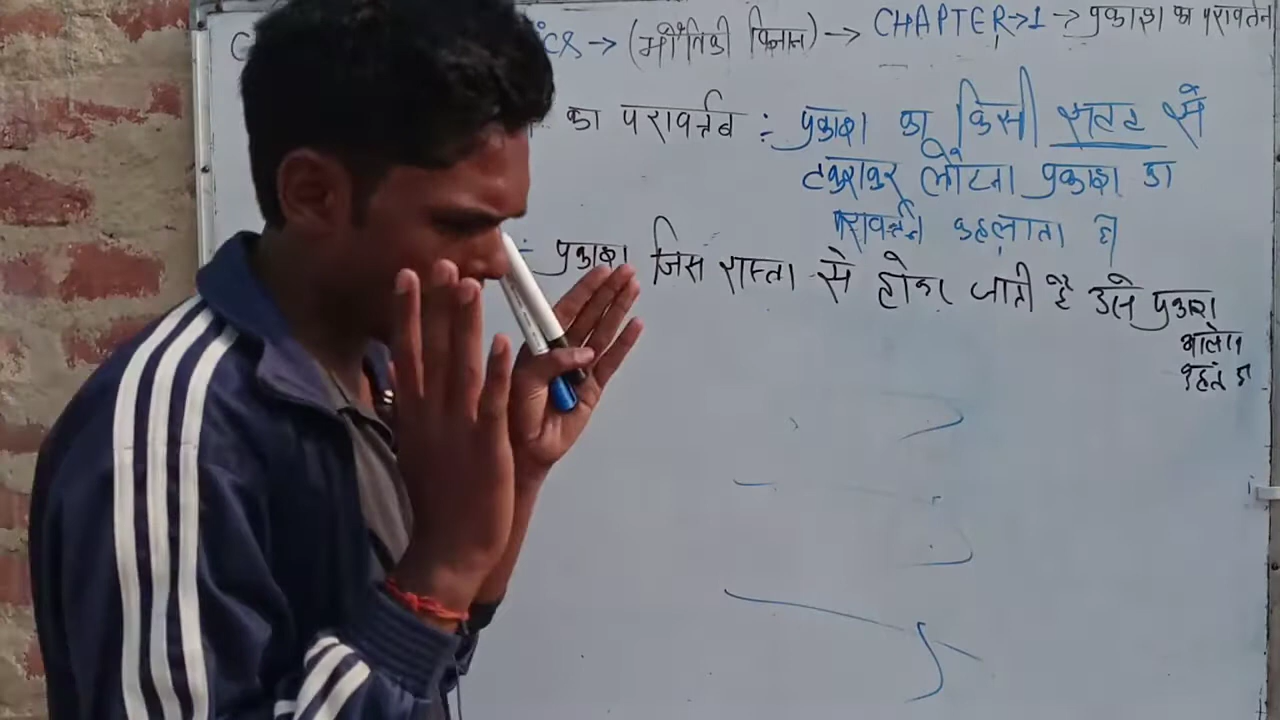 CS → (भौतिकी विज्ञान) → CHAPTER→1 → प्रकाश का परावर्तन
का परावर्त्तन : प्रकाश का किसी सतह से
टकराकर लौटना प्रकाश का
परावर्त्तन कहलाता है
:- प्रकाश जिस रास्ता से होकर जाती है उसे प्रकाश
कहते है